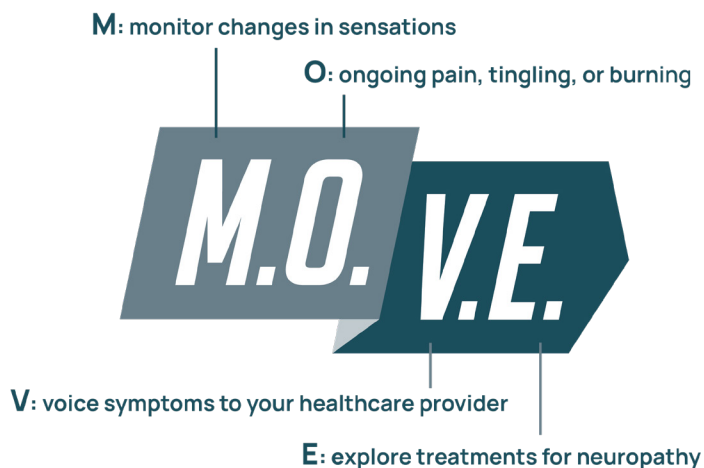 M: monitor changes in sensations
O: ongoing pain, tingling, or burning
M.O.
V.E.
V: voice symptoms to your healthcare provider
E: explore treatments for neuropathy